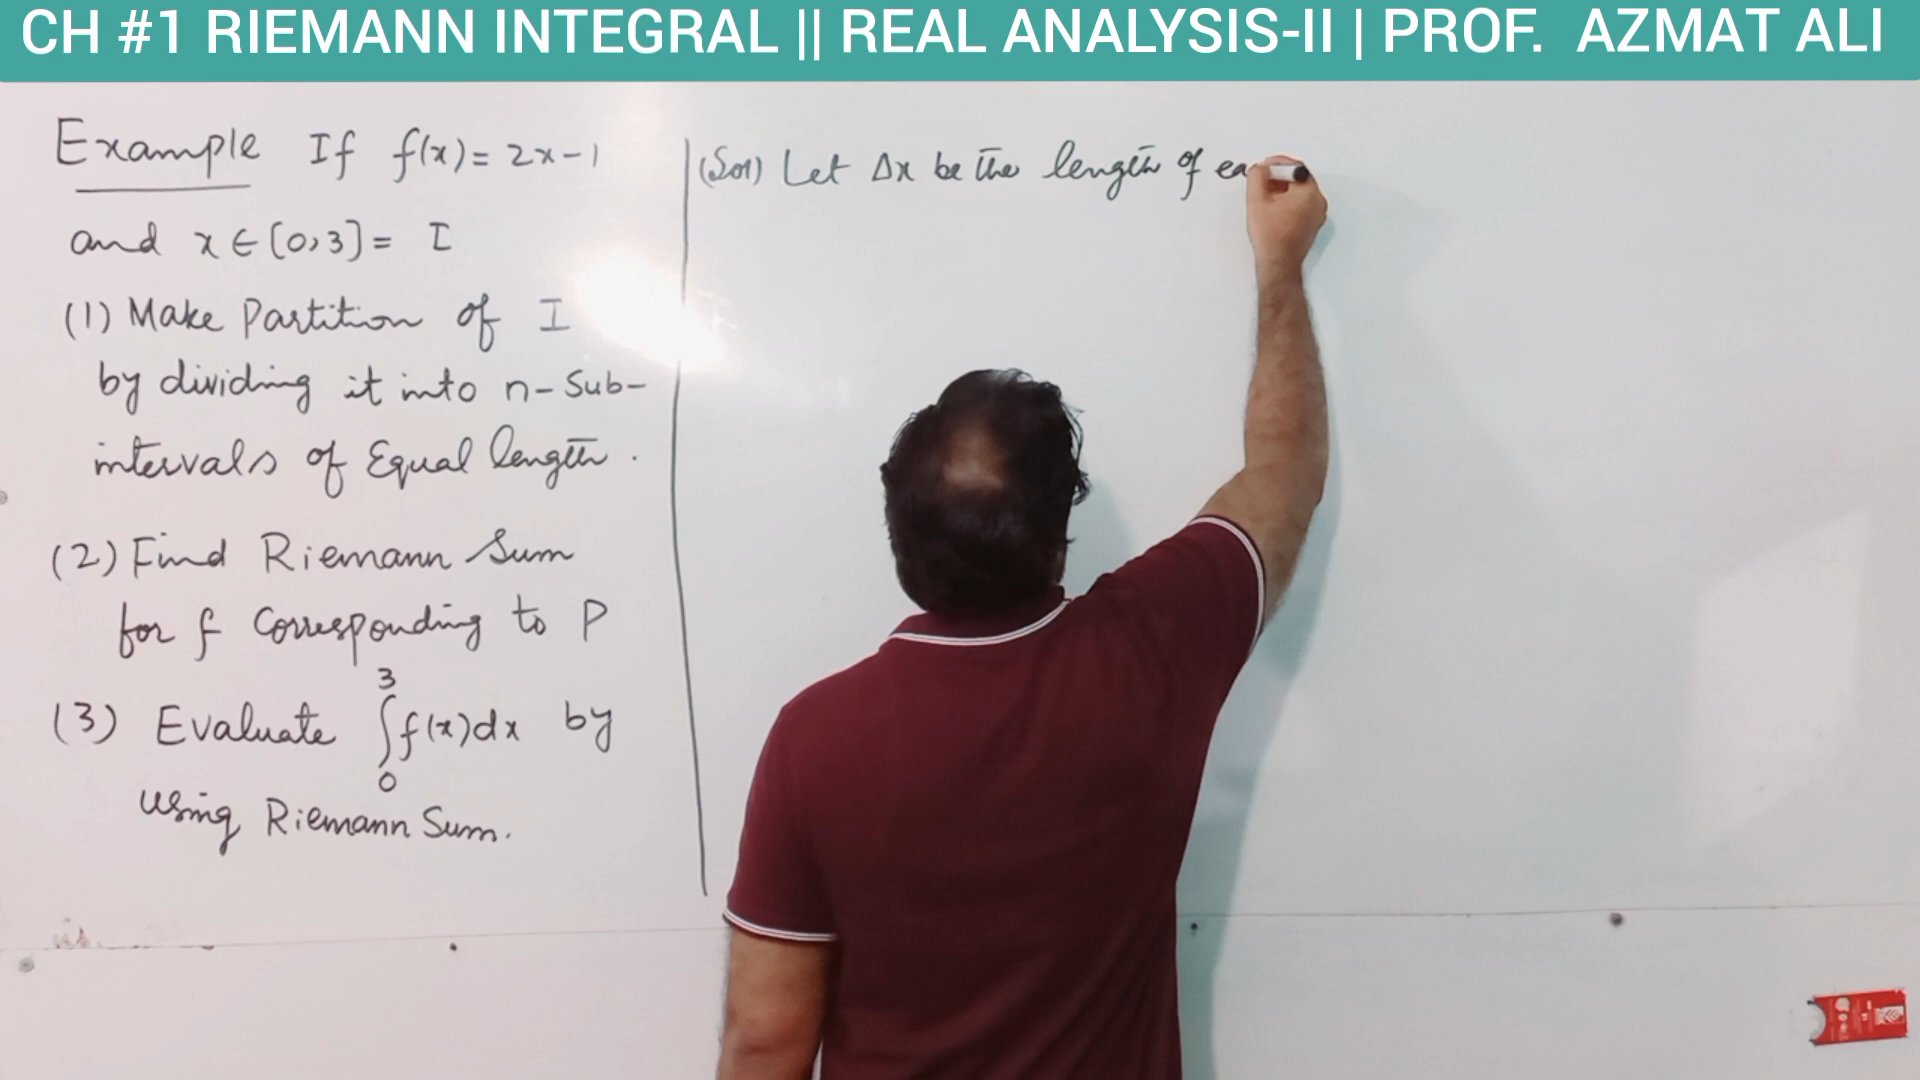 CH #1 RIEMANN INTEGRAL || REAL ANALYSIS-II | PROF. AZMAT ALI
Example If f(x) = 2x-1
and x ∈ [0,3] = I
(1) Make Partition of I
by dividing it into n-Sub-
intervals of Equal length.
(2) Find Riemann Sum
for f Corresponding to P
(3) Evaluate ∫₀³ f(x)dx by
using Riemann Sum.
(Sol) Let Δx be the length of ea